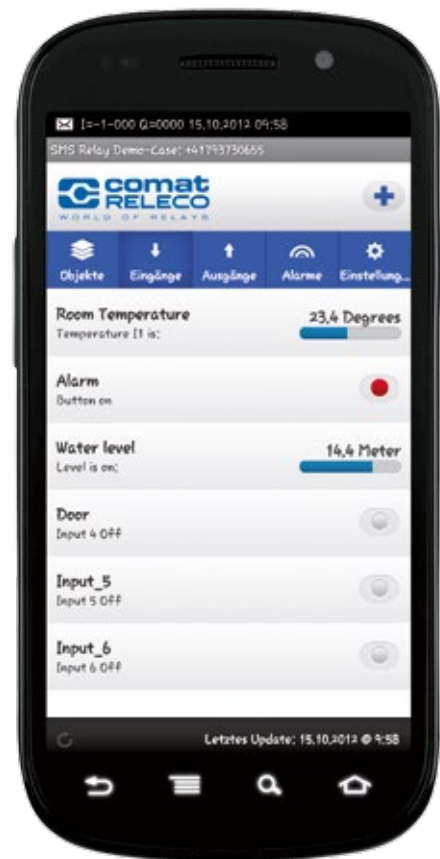 I=-1-000 Q=0000 15.10.2012 09:58
SMS Relay Demo-Case: +41793730655
comat
RELECO
WORLD OF RELAYS
Objekte Eingänge Ausgänge Alarme Einstellung...
Room Temperature
23,4 Degrees
Temperature I1 is:
Alarm
Button on
Water level
14,4 Meter
Level is on:
Door
Input 4 Off
Input_5
Input 5 Off
Input_6
Input 6 Off
Letztes Update: 15.10.2012 @ 9:58